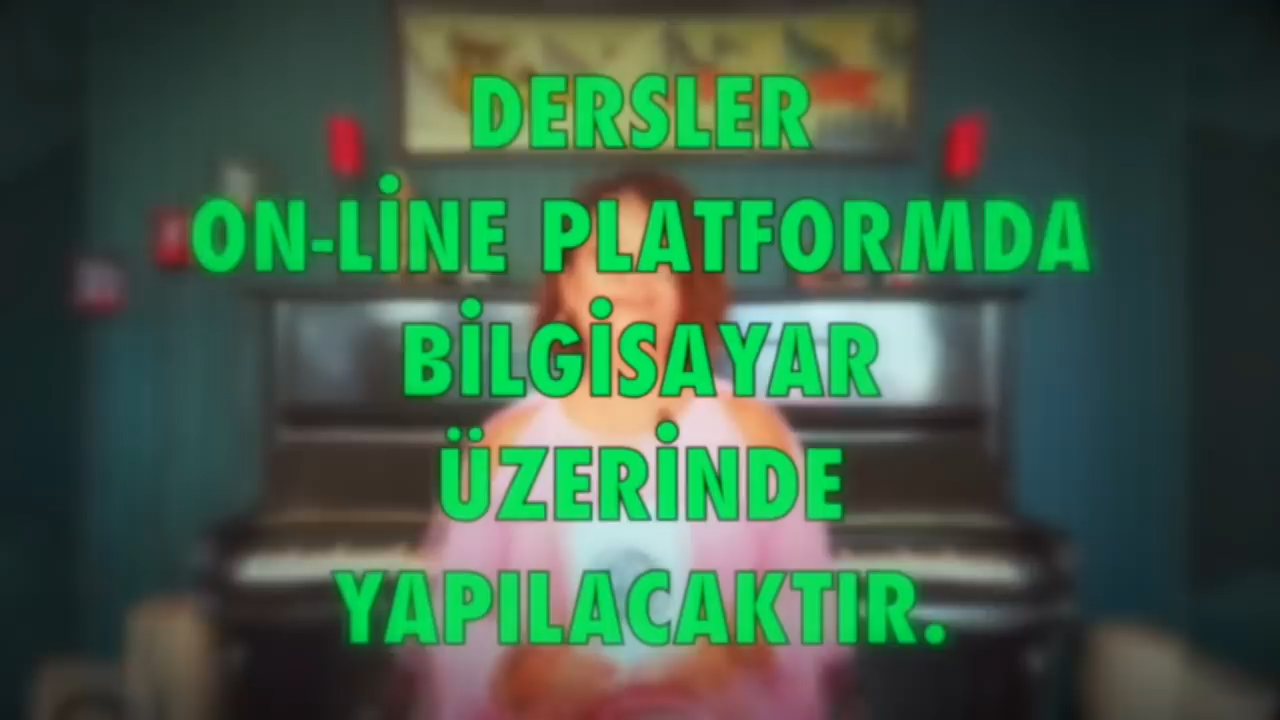 DERSLER
ON-LİNE PLATFORMDA
BİLGİSAYAR
ÜZERİNDE
YAPILACAKTIR.